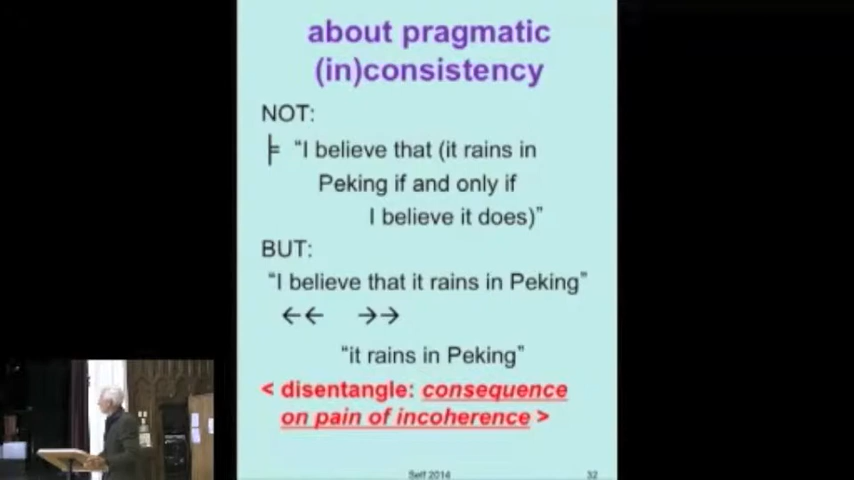 about pragmatic
(in)consistency
NOT:
⊨ "I believe that (it rains in
Peking if and only if
I believe it does)"
BUT:
"I believe that it rains in Peking"
←← →→
"it rains in Peking"
< disentangle: consequence
on pain of incoherence >
Self 2014
32